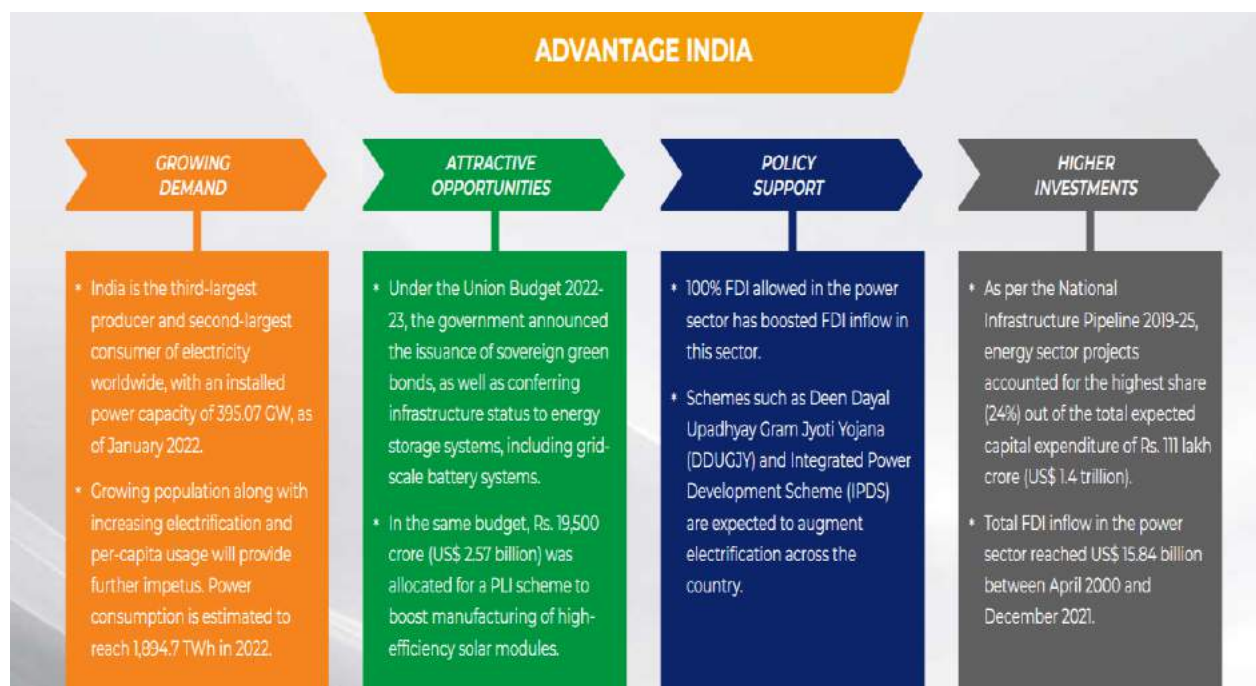 ADVANTAGE INDIA
GROWING
DEMAND
* India is the third-largest
producer and second-largest
consumer of electricity
worldwide, with an installed
power capacity of 395.07 GW, as
of January 2022.
* Growing population along with
increasing electrification and
per-capita usage will provide
further impetus. Power
consumption is estimated to
reach 1,894.7 TWh in 2022.
ATTRACTIVE
OPPORTUNITIES
* Under the Union Budget 2022-
23, the government announced
the issuance of sovereign green
bonds, as well as conferring
infrastructure status to energy
storage systems, including grid-
scale battery systems.
* In the same budget, Rs. 19,500
crore (US$ 2.57 billion) was
allocated for a PLI scheme to
boost manufacturing of high-
efficiency solar modules.
POLICY
SUPPORT
* 100% FDI allowed in the power
sector has boosted FDI inflow in
this sector.
* Schemes such as Deen Dayal
Upadhyay Gram Jyoti Yojana
(DDUGJY) and Integrated Power
Development Scheme (IPDS)
are expected to augment
electrification across the
country.
HIGHER
INVESTMENTS
* As per the National
Infrastructure Pipeline 2019-25,
energy sector projects
accounted for the highest share
(24%) out of the total expected
capital expenditure of Rs. 111 lakh
crore (US$ 1.4 trillion).
* Total FDI inflow in the power
sector reached US$ 15.84 billion
between April 2000 and
December 2021.